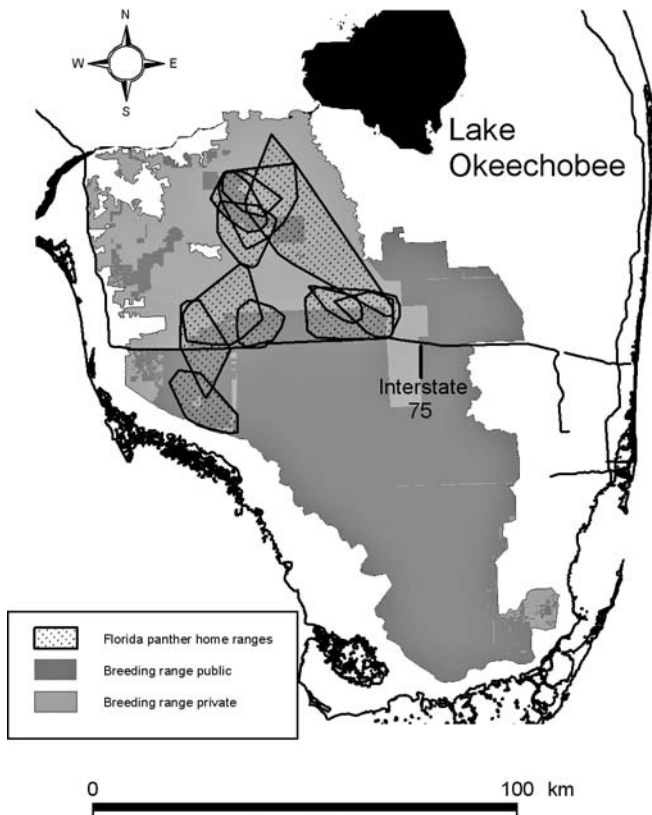 N
W E
S
Lake
Okeechobee
Interstate
75
Florida panther home ranges
Breeding range public
Breeding range private
0 100 km